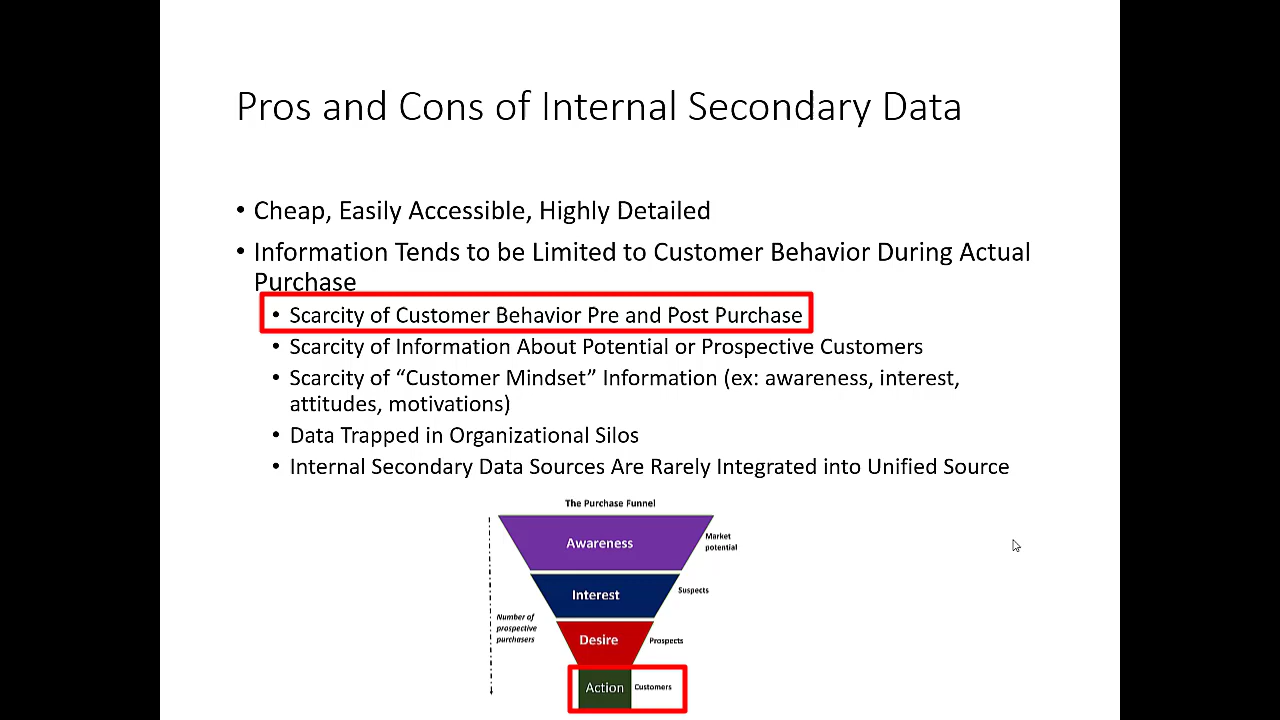 Pros and Cons of Internal Secondary Data
• Cheap, Easily Accessible, Highly Detailed
• Information Tends to be Limited to Customer Behavior During Actual
Purchase
• Scarcity of Customer Behavior Pre and Post Purchase
• Scarcity of Information About Potential or Prospective Customers
• Scarcity of “Customer Mindset” Information (ex: awareness, interest,
attitudes, motivations)
• Data Trapped in Organizational Silos
• Internal Secondary Data Sources Are Rarely Integrated into Unified Source
The Purchase Funnel
Awareness
Market
potential
Interest
Suspects
Number of
prospective
purchasers
Desire
Prospects
Action
Customers